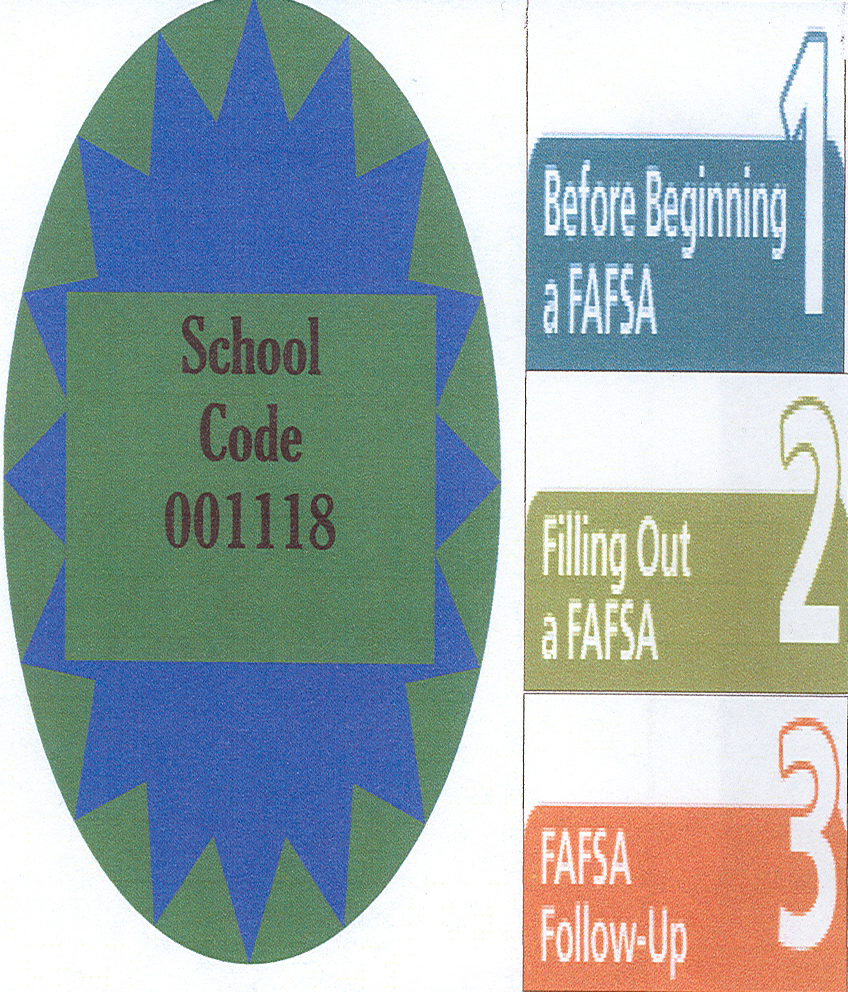 School
Code
001118
1
Before Beginning
a FAFSA
2
Filling Out
a FAFSA
3
FAFSA
Follow-Up